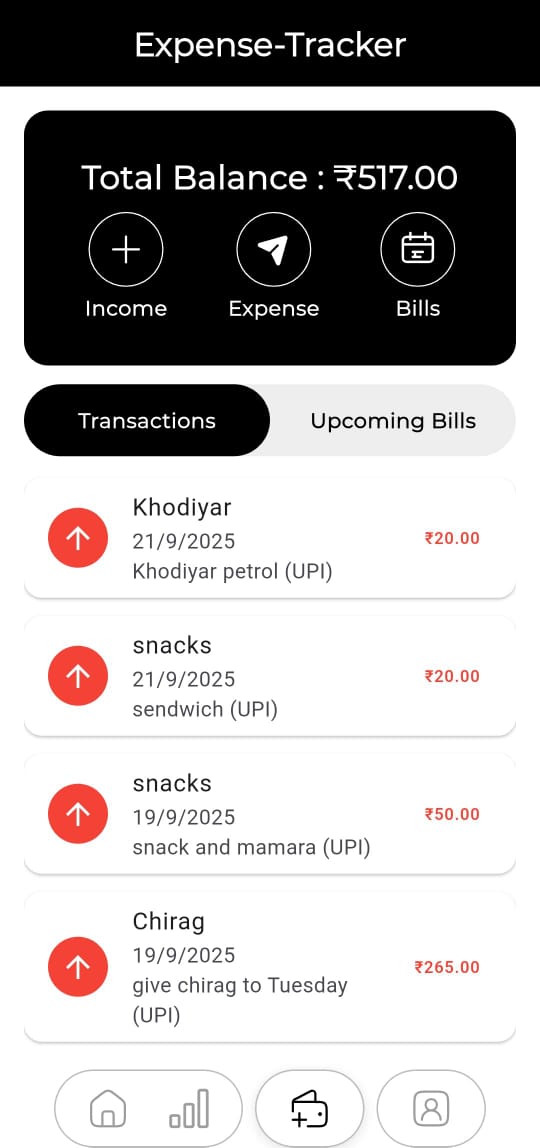 Expense-Tracker
Total Balance : ₹517.00
Income
Expense
Bills
Transactions
Upcoming Bills
Khodiyar
21/9/2025
Khodiyar petrol (UPI)
₹20.00
snacks
21/9/2025
sendwich (UPI)
₹20.00
snacks
19/9/2025
snack and mamara (UPI)
₹50.00
Chirag
19/9/2025
give chirag to Tuesday
(UPI)
₹265.00